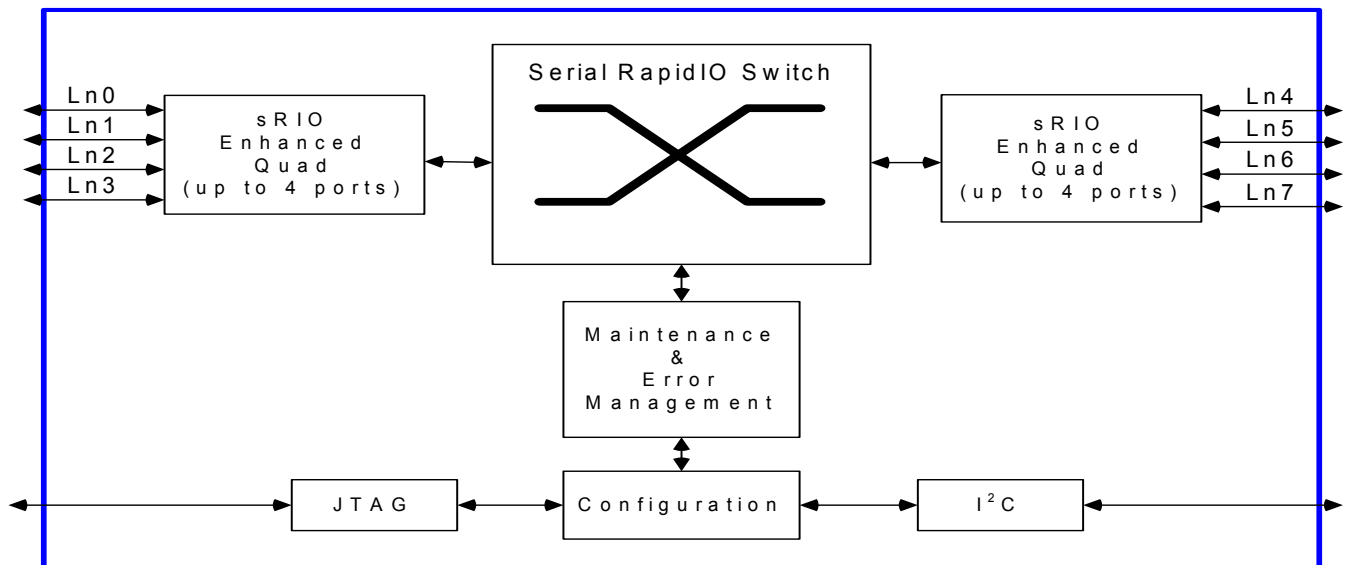 Serial RapidIO Switch
Ln0
Ln1
Ln2
Ln3
sRIO
Enhanced
Quad
(up to 4 ports)
sRIO
Enhanced
Quad
(up to 4 ports)
Ln4
Ln5
Ln6
Ln7
Maintenance
&
Error
Management
JTAG
Configuration
I²C